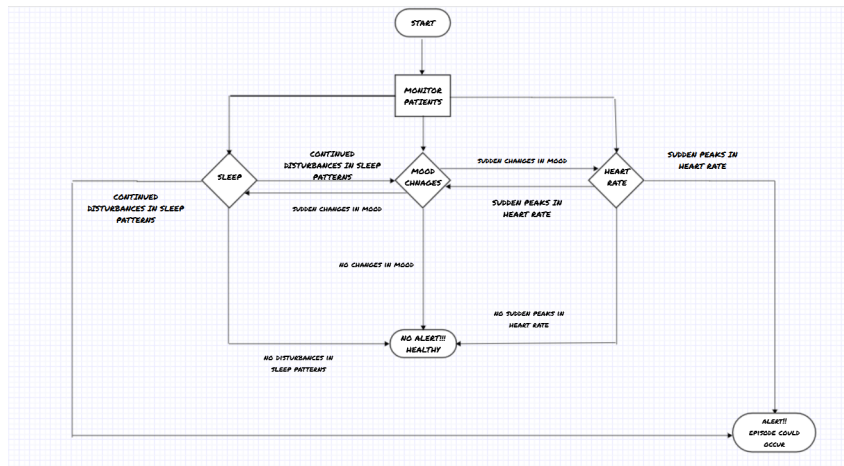 START
MONITOR
PATIENTS
CONTINUED
DISTURBANCES IN SLEEP
PATTERNS
SUDDEN CHANGES IN MOOD
SUDDEN PEAKS IN
HEART RATE
SLEEP
MOOD
CHNAGES
HEART
RATE
CONTINUED
DISTURBANCES IN SLEEP
PATTERNS
SUDDEN CHANGES IN MOOD
SUDDEN PEAKS IN
HEART RATE
NO CHANGES IN MOOD
NO SUDDEN PEAKS IN
HEART RATE
NO ALERT!!!
HEALTHY
NO DISTURBANCES IN
SLEEP PATTERNS
ALERT!!
EPISODE COULD
OCCUR